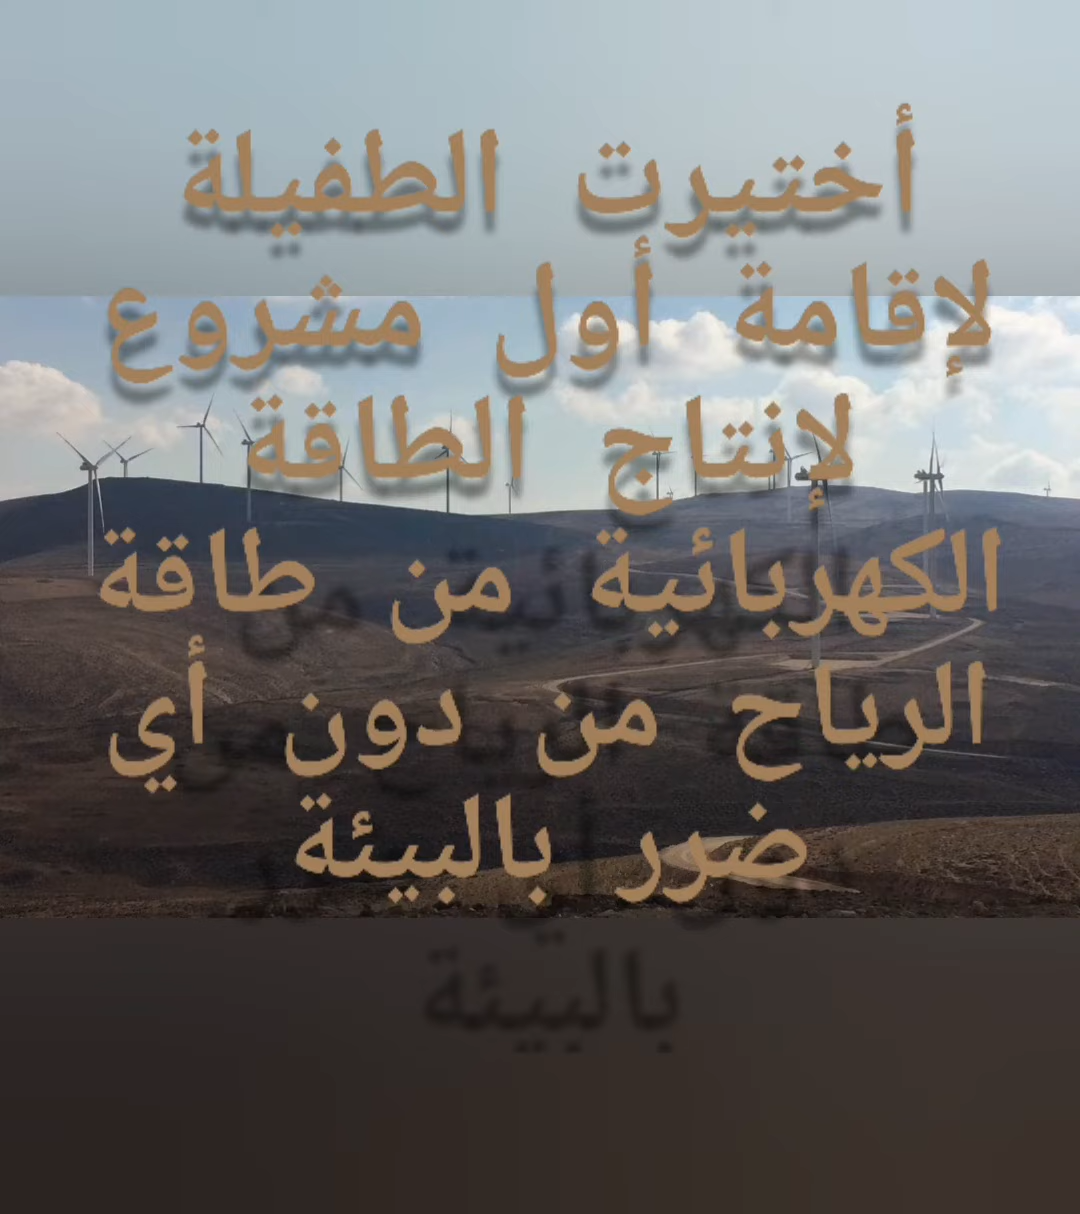 أختيرت الطفيلة
لإقامة أول مشروع
لإنتاج الطاقة
الكهربائية من طاقة
الرياح من دون أي
ضرر بالبيئة